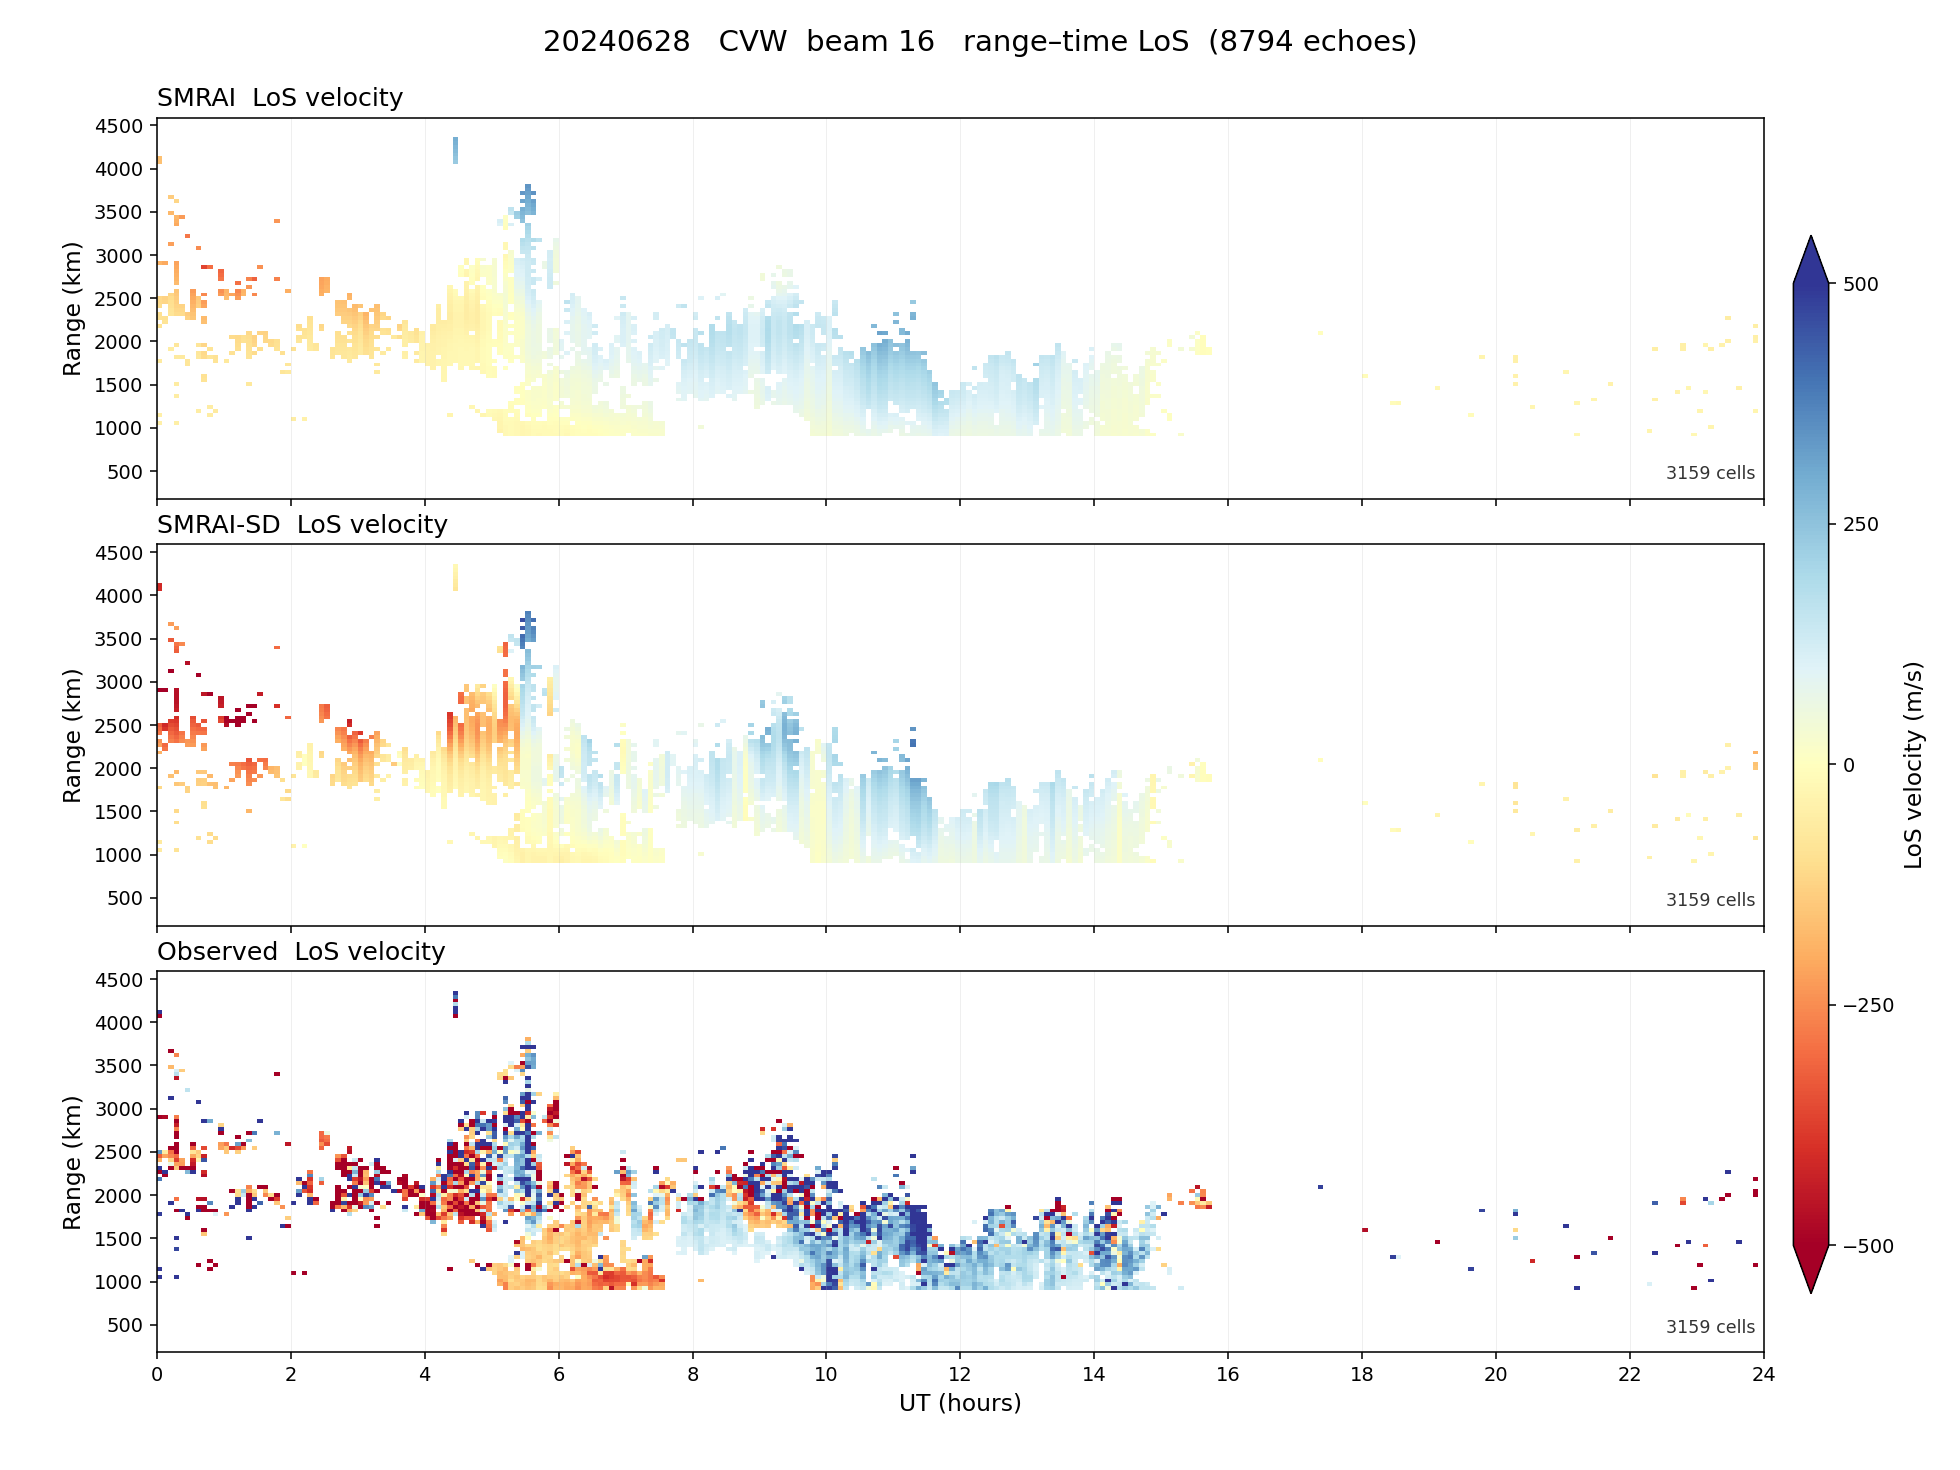 20240628   CVW  beam 16   range–time LoS  (8794 echoes)
SMRAI  LoS velocity
4500
4000
3500
3000
2500
2000
1500
1000
500
Range (km)
3159 cells
SMRAI-SD  LoS velocity
4500
4000
3500
3000
2500
2000
1500
1000
500
Range (km)
3159 cells
Observed  LoS velocity
4500
4000
3500
3000
2500
2000
1500
1000
500
Range (km)
3159 cells
0 2 4 6 8 10 12 14 16 18 20 22 24
UT (hours)
500
250
0
−250
−500
LoS velocity (m/s)